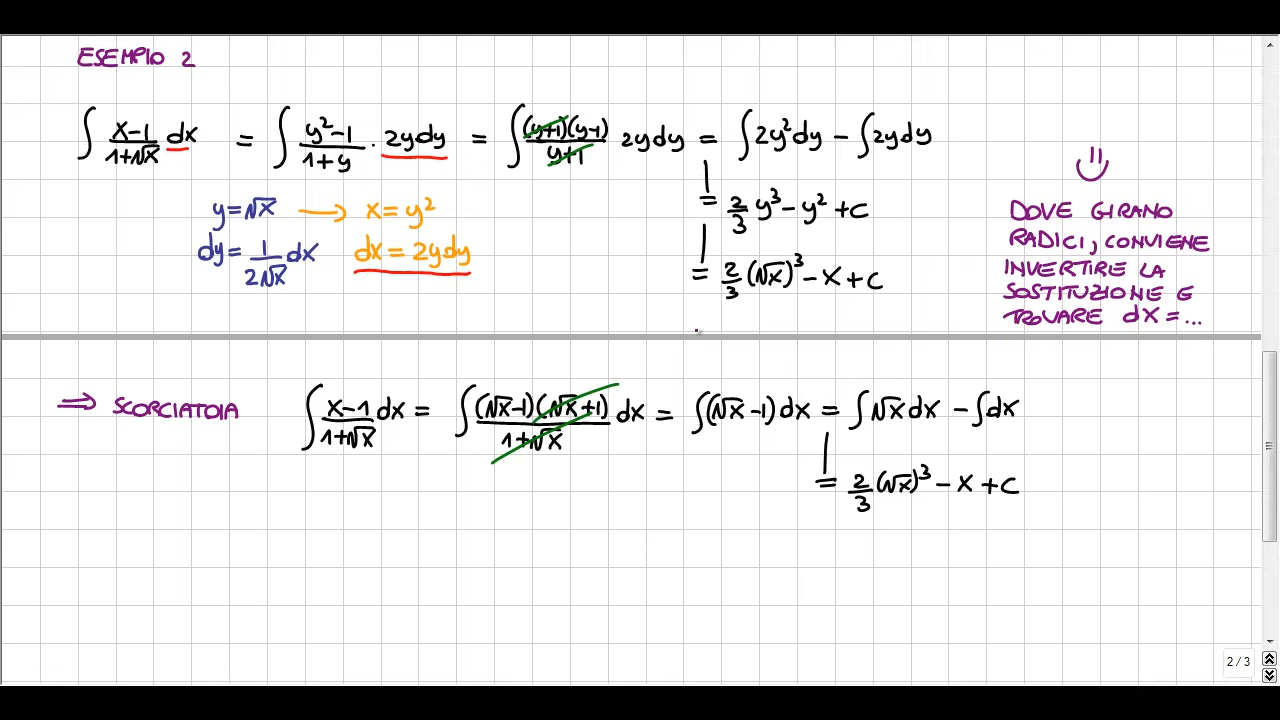 ESEMPIO 2
∫ (x-1)/(1+√x) dx = ∫ (y²-1)/(1+y) · 2ydy = ∫ (y+1)(y-1)/(y+1) 2ydy = ∫2y²dy - ∫2ydy
y=√x → x=y²
= 2/3 y³ - y² + c
dy = 1/(2√x) dx dx = 2ydy
= 2/3 (√x)³ - x + c
DOVE GIRANO
RADICI, CONVIENE
INVERTIRE LA
SOSTITUZIONE E
TROVARE dx = ...
⇒ SCORCIATOIA ∫ (x-1)/(1+√x) dx = ∫ (√x-1)(√x+1)/(1+√x) dx = ∫(√x-1)dx = ∫√x dx - ∫dx
= 2/3 (√x)³ - x + c
2/3